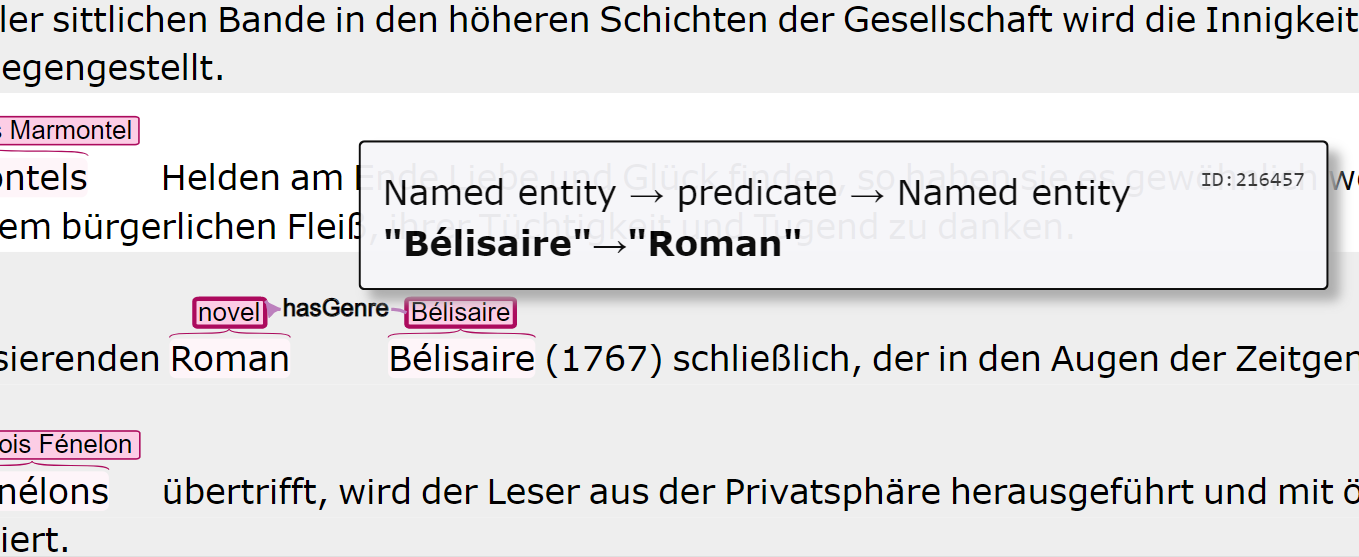 ler sittlichen Bande in den höheren Schichten der Gesellschaft wird die Innigkeit
egengestellt.
s Marmontel
ontels Helden am Ende Liebe und Glück finden, so haben sie es gewöhnlich
em bürgerlichen Fleiß, ihrer Tüchtigkeit und Tugend zu danken.
Named entity → predicate → Named entity
ID:216457
"Bélisaire"→"Roman"
novel hasGenre Bélisaire
sierenden Roman Bélisaire (1767) schließlich, der in den Augen der Zeitgen
ois Fénelon
nélons übertrifft, wird der Leser aus der Privatsphäre herausgeführt und mit ö
iert.